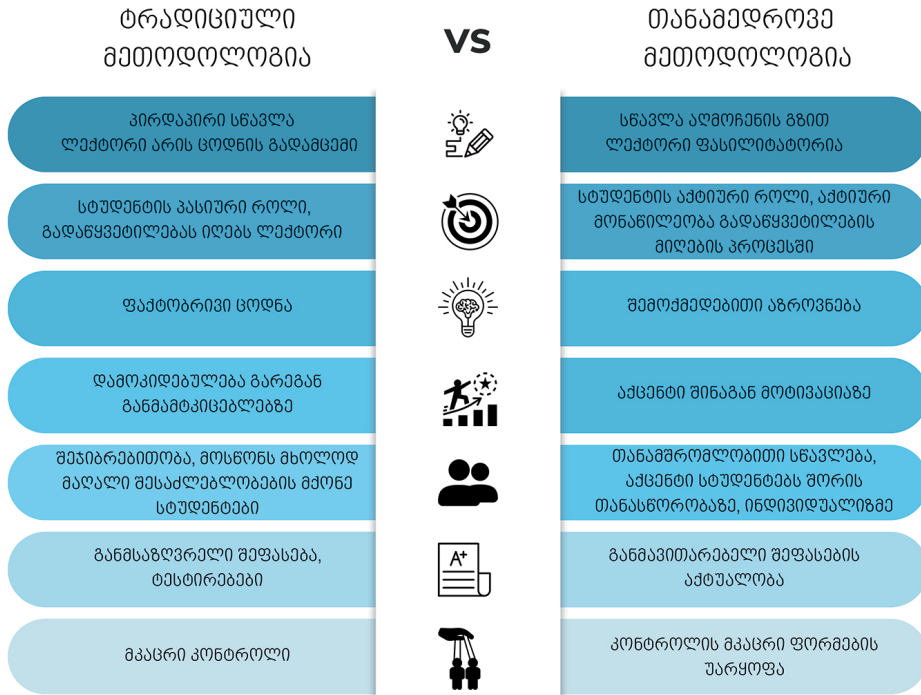 ტრადიციული
მეთოდოლოგია
VS
თანამედროვე
მეთოდოლოგია
პირდაპირი სწავლა
ლექტორი არის ცოდნის გადამცემი
სწავლა აღმოჩენის გზით
ლექტორი ფასილიტატორია
სტუდენტის პასიური როლი,
გადაწყვეტილებას იღებს ლექტორი
სტუდენტის აქტიური როლი, აქტიური
მონაწილეობა გადაწყვეტილების
მიღების პროცესში
ფაქტობრივი ცოდნა
შემოქმედებითი აზროვნება
დამოკიდებულება გარეგან
განმამტკიცებლებზე
აქცენტი შინაგან მოტივაციაზე
შეჯიბრებითობა, მოსწონს მხოლოდ
მაღალი შესაძლებლობების მქონე
სტუდენტები
თანამშრომლობითი სწავლება,
აქცენტი სტუდენტებს შორის
თანასწორობაზე, ინდივიდუალიზმე
განმსაზღვრელი შეფასება,
ტესტირებები
A+
განმავითარებელი შეფასების
აქტუალობა
მკაცრი კონტროლი
კონტროლის მკაცრი ფორმების
უარყოფა